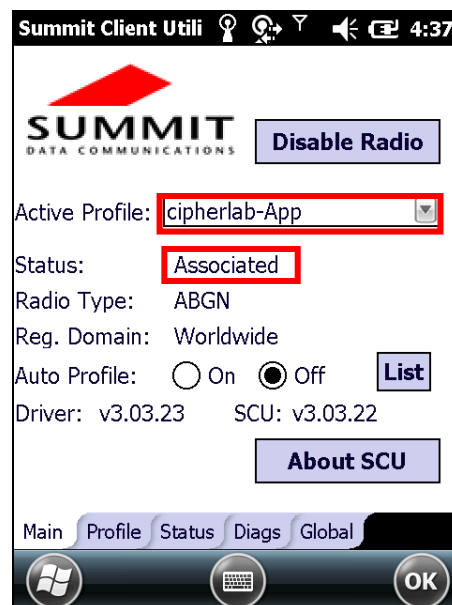 Summit Client Utili 4:37
SUMMIT
DATA COMMUNICATIONS
Disable Radio
Active Profile: cipherlab-App
Status: Associated
Radio Type: ABGN
Reg. Domain: Worldwide
Auto Profile: On Off List
Driver: v3.03.23 SCU: v3.03.22
About SCU
Main Profile Status Diags Global
OK